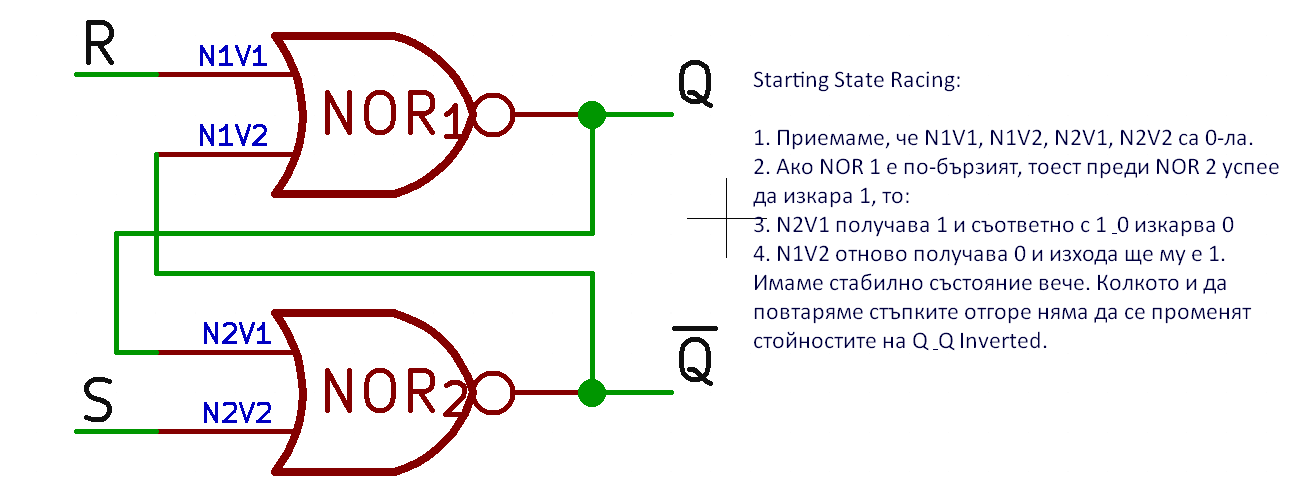 R
N1V1
N1V2
NOR1
Q
N2V1
N2V2
S
NOR2
Q
Starting State Racing:
1. Приемаме, че N1V1, N1V2, N2V1, N2V2 са 0-ла.
2. Ако NOR 1 е по-бързият, тоест преди NOR 2 успее
да изкара 1, то:
3. N2V1 получава 1 и съответно с 1_0 изкарва 0
4. N1V2 отново получава 0 и изхода ще му е 1.
Имаме стабилно състояние вече. Колкото и да
повтаряме стъпките отгоре няма да се променят
стойностите на Q_Q Inverted.